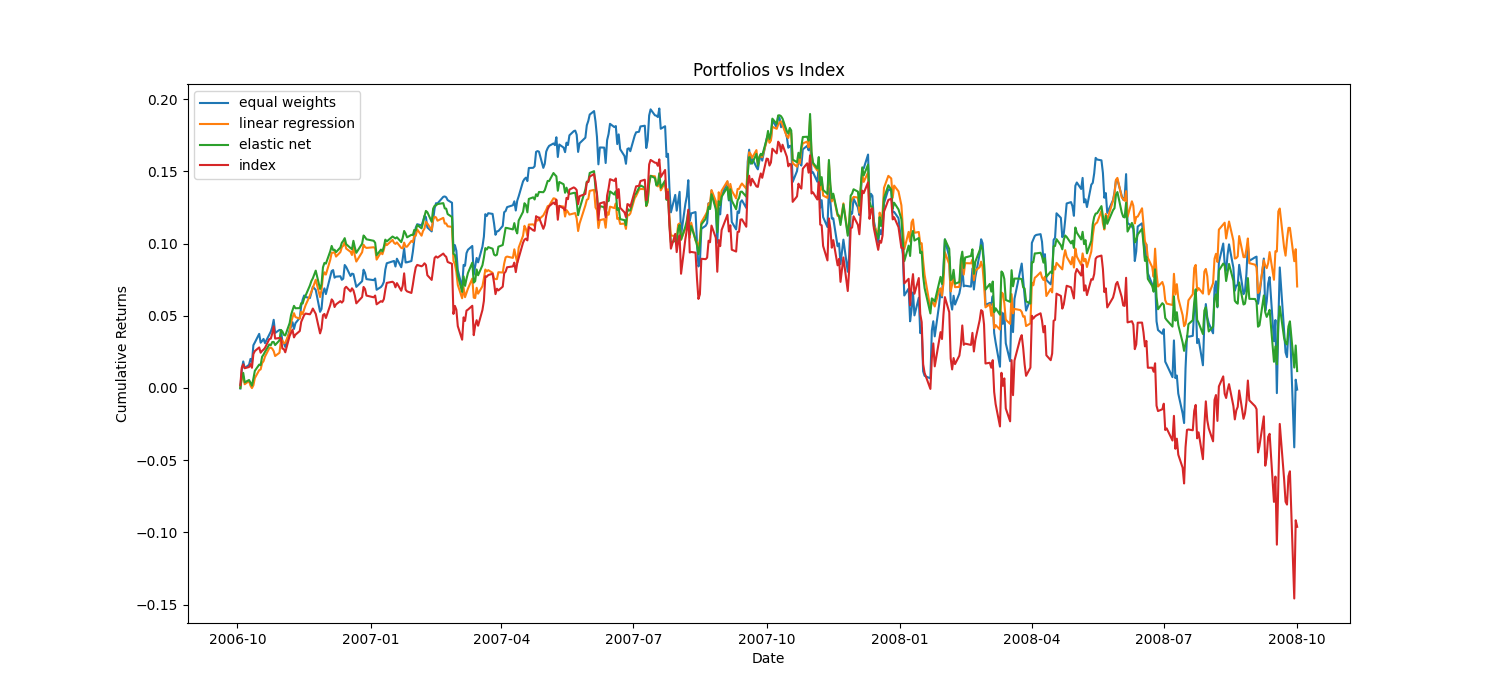 Portfolios vs Index
equal weights
linear regression
elastic net
index
Cumulative Returns
0.20
0.15
0.10
0.05
0.00
−0.05
−0.10
−0.15
2006-10 2007-01 2007-04 2007-07 2007-10 2008-01 2008-04 2008-07 2008-10
Date